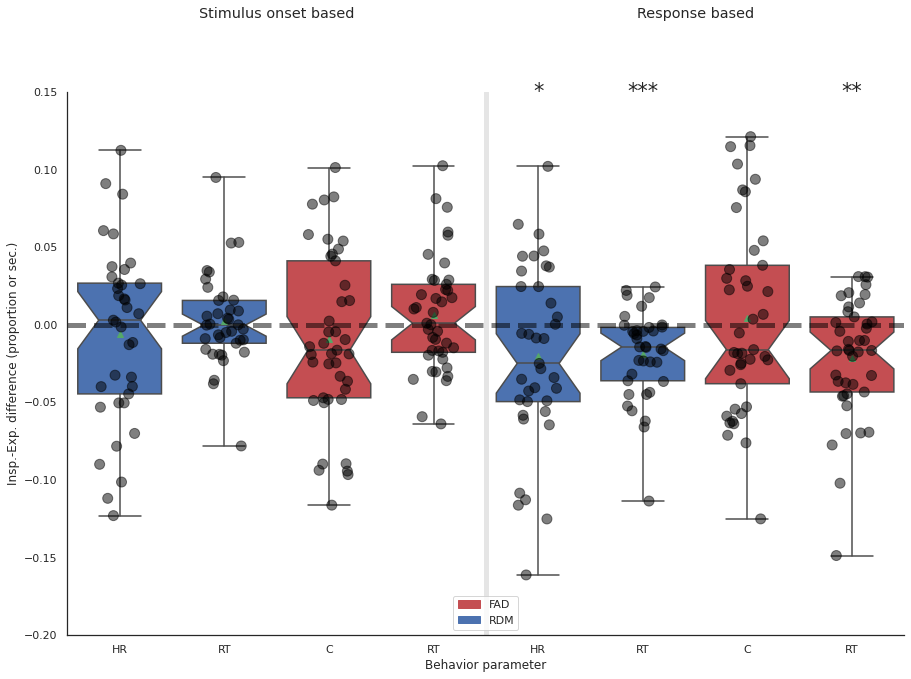 Stimulus onset based Response based
* *** **
0.15
0.10
0.05
0.00
−0.05
−0.10
−0.15
−0.20
Insp.-Exp. difference (proportion or sec.)
FAD
RDM
HR RT C RT HR RT C RT
Behavior parameter